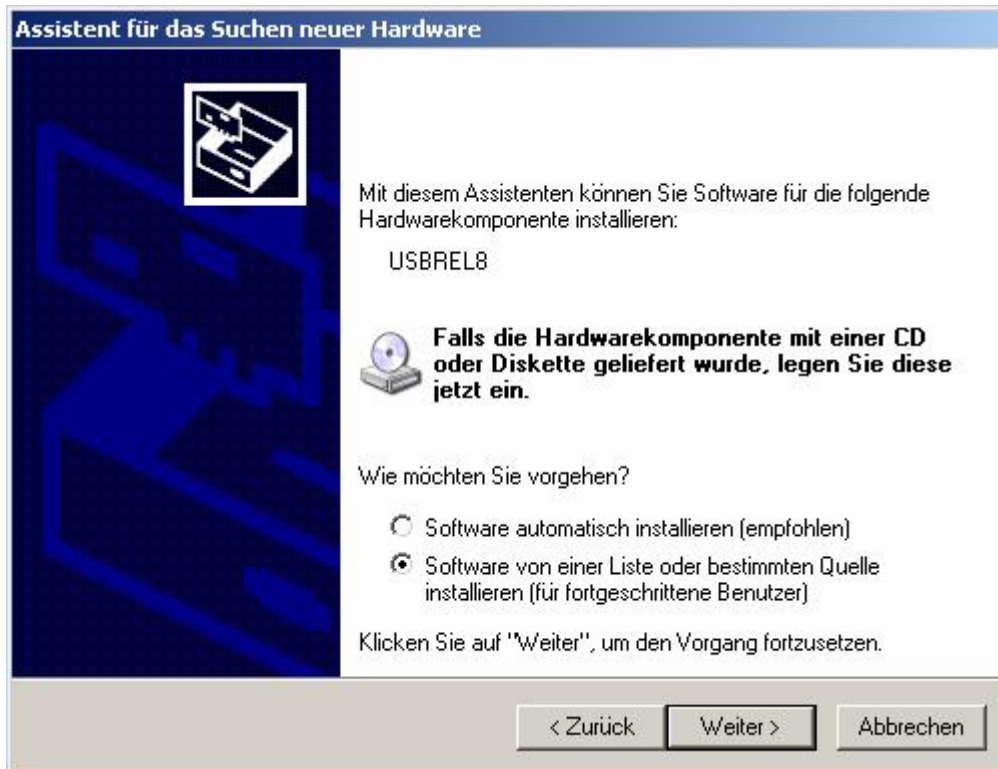 Assistent für das Suchen neuer Hardware
Mit diesem Assistenten können Sie Software für die folgende
Hardwarekomponente installieren:
USBREL8
Falls die Hardwarekomponente mit einer CD
oder Diskette geliefert wurde, legen Sie diese
jetzt ein.
Wie möchten Sie vorgehen?
Software automatisch installieren (empfohlen)
Software von einer Liste oder bestimmten Quelle
installieren (für fortgeschrittene Benutzer)
Klicken Sie auf "Weiter", um den Vorgang fortzusetzen.
< Zurück Weiter > Abbrechen